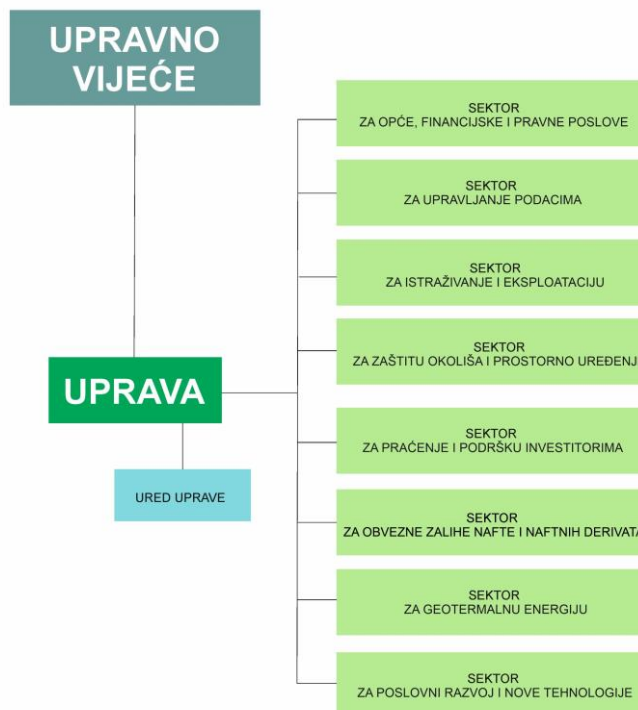 UPRAVNO
VIJEĆE
SEKTOR
ZA OPĆE, FINANCIJSKE I PRAVNE POSLOVE
SEKTOR
ZA UPRAVLJANJE PODACIMA
SEKTOR
ZA ISTRAŽIVANJE I EKSPLOATACIJU
SEKTOR
ZA ZAŠTITU OKOLIŠA I PROSTORNO UREĐENJ
UPRAVA
SEKTOR
ZA PRAĆENJE I PODRŠKU INVESTITORIMA
URED UPRAVE
SEKTOR
ZA OBVEZNE ZALIHE NAFTE I NAFTNIH DERIVATA
SEKTOR
ZA GEOTERMALNU ENERGIJU
SEKTOR
ZA POSLOVNI RAZVOJ I NOVE TEHNOLOGIJE